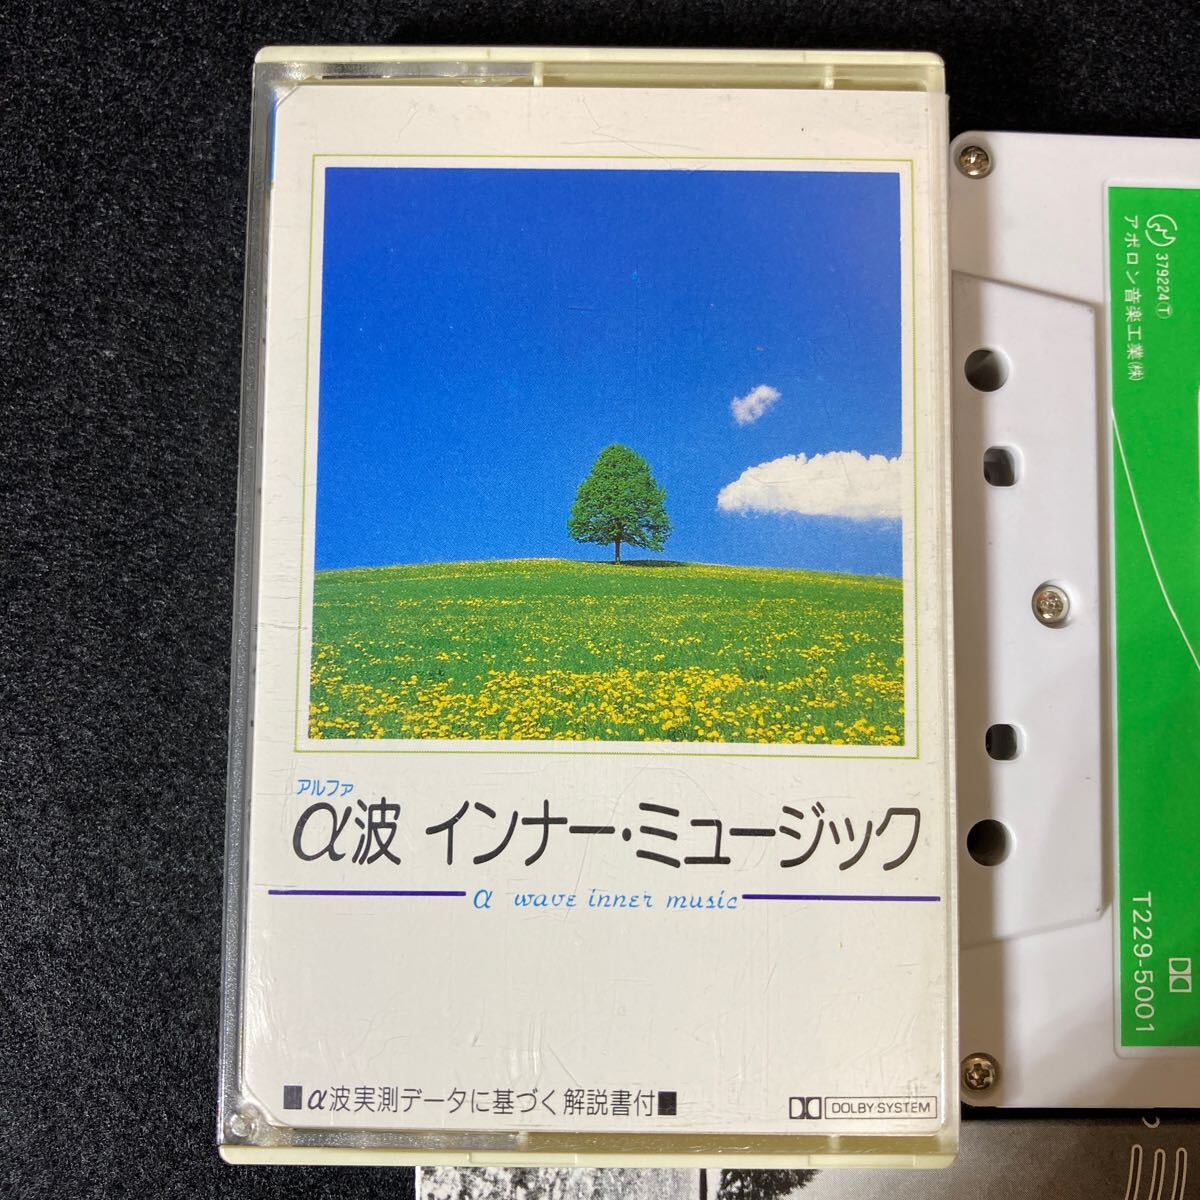 アルファ
α波 インナー・ミュージック
α wave inner music
■α波実測データに基づく解説書付■
DOLBY SYSTEM
379224Ⓣ
アポロン音楽工業㈱
T229-5001